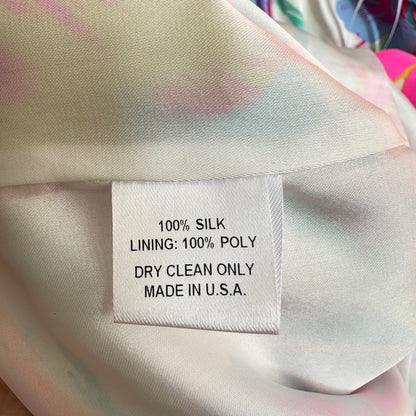 100% SILK
LINING: 100% POLY
DRY CLEAN ONLY
MADE IN U.S.A.